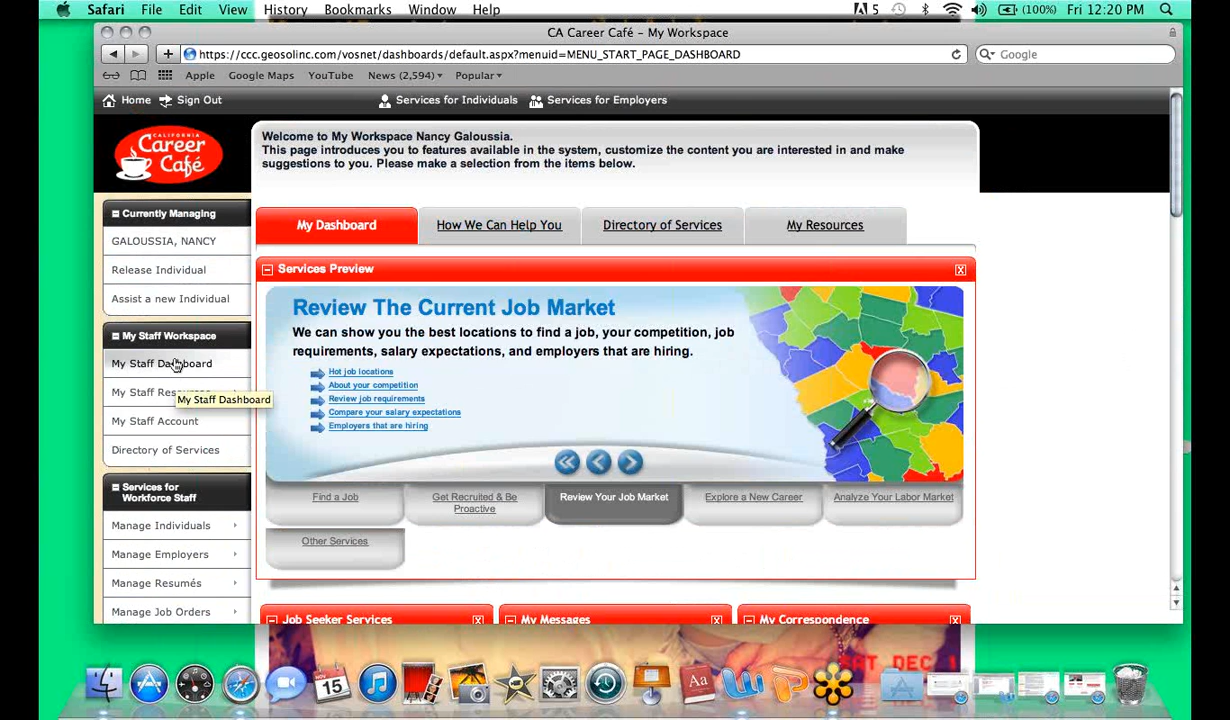 Safari File Edit View History Bookmarks Window Help
5 (100%) Fri 12:20 PM
CA Career Café – My Workspace
https://ccc.geosolinc.com/vosnet/dashboards/default.aspx?menuid=MENU_START_PAGE_DASHBOARD
Google
Apple Google Maps YouTube News (2,594) Popular
Home Sign Out Services for Individuals Services for Employers
CALIFORNIA
Career
Café
Welcome to My Workspace Nancy Galoussia.
This page introduces you to features available in the system, customize the content you are interested in and make
suggestions to you. Please make a selection from the items below.
Currently Managing
GALOUSSIA, NANCY
Release Individual
Assist a new Individual
My Staff Workspace
My Staff Dashboard
My Staff Resources
My Staff Dashboard
My Staff Account
Directory of Services
Services for
Workforce Staff
Manage Individuals
Manage Employers
Manage Resumés
Manage Job Orders
My Dashboard How We Can Help You Directory of Services My Resources
Services Preview
Review The Current Job Market
We can show you the best locations to find a job, your competition, job
requirements, salary expectations, and employers that are hiring.
Hot job locations
About your competition
Review job requirements
Compare your salary expectations
Employers that are hiring
Find a Job
Get Recruited & Be
Proactive
Review Your Job Market
Explore a New Career
Analyze Your Labor Market
Other Services
Job Seeker Services My Messages My Correspondence
SAT DEC 1
NOV
15
Aa